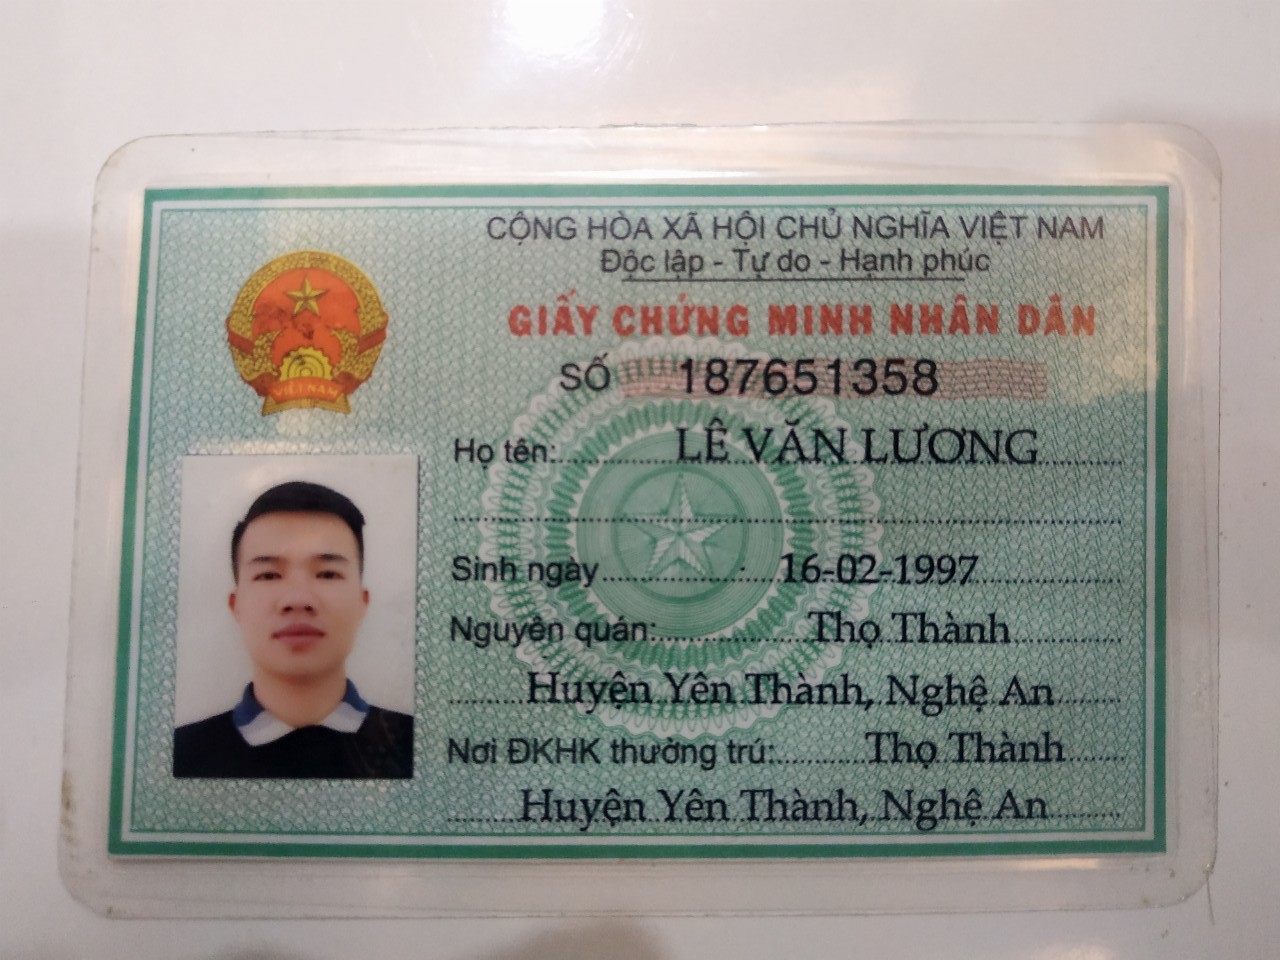 CỘNG HÒA XÃ HỘI CHỦ NGHĨA VIỆT NAM
Độc lập - Tự do - Hạnh phúc
GIẤY CHỨNG MINH NHÂN DÂN
SỐ 187651358
VIỆT NAM
Họ tên: LÊ VĂN LƯƠNG
Sinh ngày 16-02-1997
Nguyên quán: Thọ Thành
Huyện Yên Thành, Nghệ An
Nơi ĐKHK thường trú: Thọ Thành
Huyện Yên Thành, Nghệ An